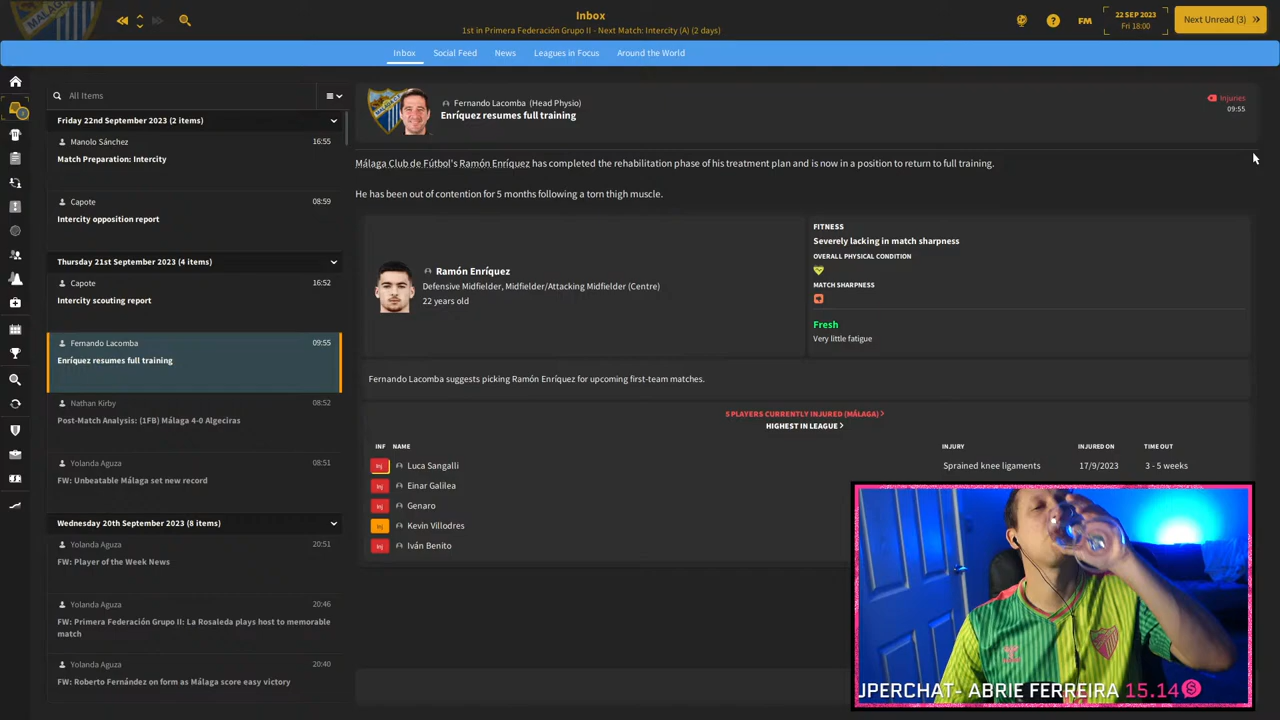 Inbox
1st in Primera Federación Grupo II - Next Match: Intercity (A) (2 days)
FM
22 SEP 2023
Fri 18:00
Next Unread (3)
Inbox
Social Feed
News
Leagues in Focus
Around the World
All Items
Friday 22nd September 2023 (2 items)
Manolo Sánchez 16:55
Match Preparation: Intercity
Capote 08:59
Intercity opposition report
Thursday 21st September 2023 (4 items)
Capote 16:52
Intercity scouting report
Fernando Lacomba 09:55
Enríquez resumes full training
Nathan Kirby 08:52
Post-Match Analysis: (1FB) Málaga 4-0 Algeciras
Yolanda Aguza 08:51
FW: Unbeatable Málaga set new record
Wednesday 20th September 2023 (8 items)
Yolanda Aguza 20:51
FW: Player of the Week News
Yolanda Aguza 20:46
FW: Primera Federación Grupo II: La Rosaleda plays host to memorable
match
Yolanda Aguza 20:40
FW: Roberto Fernández on form as Málaga score easy victory
Fernando Lacomba (Head Physio)
Enríquez resumes full training
Injuries
09:55
Málaga Club de Fútbol's Ramón Enríquez has completed the rehabilitation phase of his treatment plan and is now in a position to return to full training.
He has been out of contention for 5 months following a torn thigh muscle.
Ramón Enríquez
Defensive Midfielder, Midfielder/Attacking Midfielder (Centre)
22 years old
FITNESS
Severely lacking in match sharpness
OVERALL PHYSICAL CONDITION
MATCH SHARPNESS
Fresh
Very little fatigue
Fernando Lacomba suggests picking Ramón Enríquez for upcoming first-team matches.
5 PLAYERS CURRENTLY INJURED (MÁLAGA)
HIGHEST IN LEAGUE
INF NAME INJURY INJURED ON TIME OUT
Inj Luca Sangalli Sprained knee ligaments 17/9/2023 3 - 5 weeks
Inj Einar Galilea
Inj Genaro
Inj Kevin Villodres
Inj Iván Benito
JPERCHAT- ABRIE FERREIRA 15.14